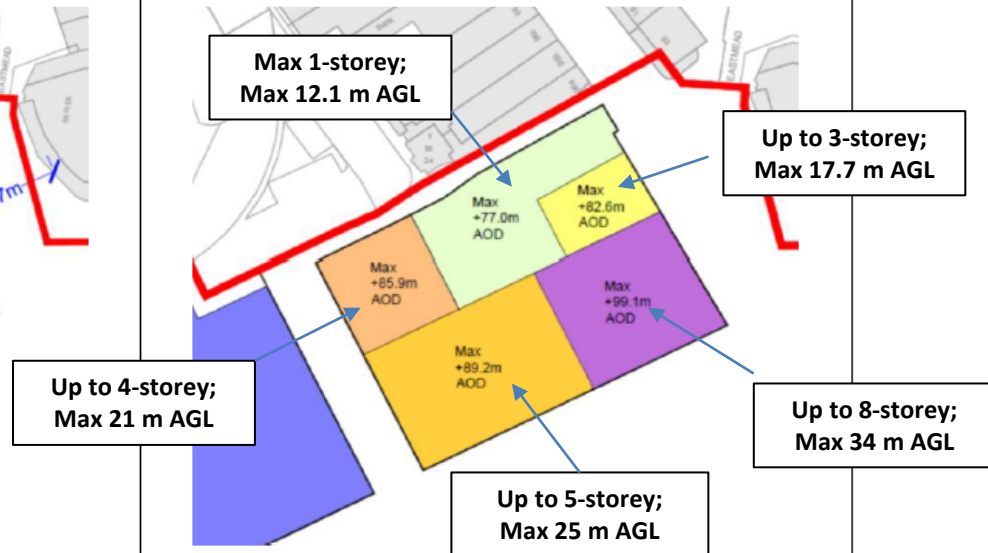 EASTMEAD
7m
Bank
Max 1-storey;
Max 12.1 m AGL
Up to 3-storey;
Max 17.7 m AGL
EASTMEAD
Max
+77.0m
AOD
Max
+82.6m
AOD
Max
+85.9m
AOD
Max
+99.1m
AOD
Max
+89.2m
AOD
Up to 4-storey;
Max 21 m AGL
Up to 8-storey;
Max 34 m AGL
Up to 5-storey;
Max 25 m AGL